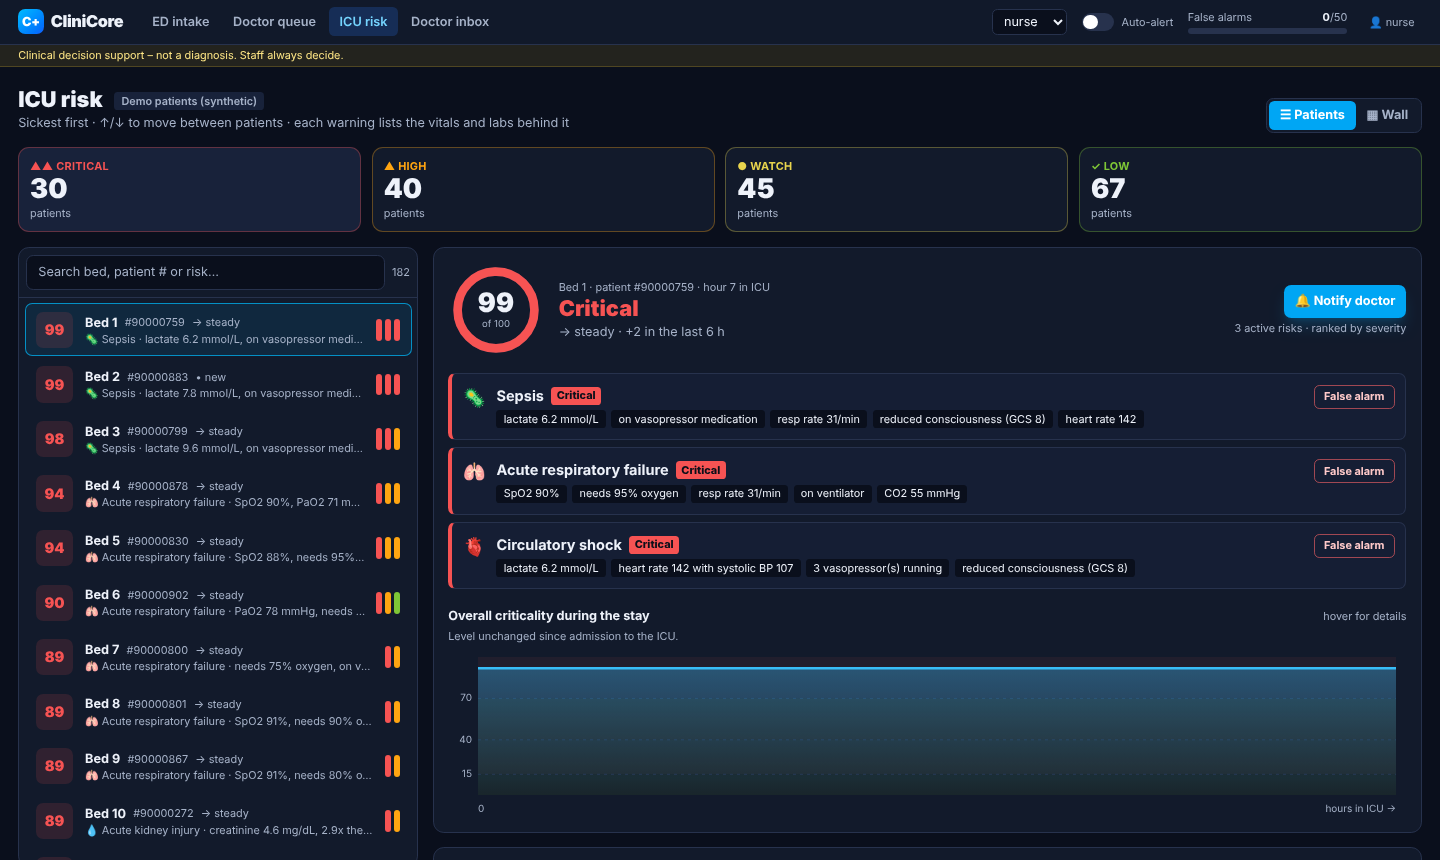 C+ CliniCore ED intake Doctor queue ICU risk Doctor inbox nurse Auto-alert False alarms 0/50 nurse
Clinical decision support – not a diagnosis. Staff always decide.
ICU risk Demo patients (synthetic)
Sickest first · ↑/↓ to move between patients · each warning lists the vitals and labs behind it
☰ Patients ▦ Wall
▲▲ CRITICAL
30
patients
▲ HIGH
40
patients
● WATCH
45
patients
✓ LOW
67
patients
Search bed, patient # or risk... 182
99 Bed 1 #90000759 → steady
Sepsis · lactate 6.2 mmol/L, on vasopressor medi...
99 Bed 2 #90000883 • new
Sepsis · lactate 7.8 mmol/L, on vasopressor medi...
98 Bed 3 #90000799 → steady
Sepsis · lactate 9.6 mmol/L, on vasopressor medi...
94 Bed 4 #90000878 → steady
Acute respiratory failure · SpO2 90%, PaO2 71 m...
94 Bed 5 #90000830 → steady
Acute respiratory failure · SpO2 88%, needs 95%...
90 Bed 6 #90000902 → steady
Acute respiratory failure · PaO2 78 mmHg, needs ...
89 Bed 7 #90000800 → steady
Acute respiratory failure · needs 75% oxygen, on v...
89 Bed 8 #90000801 → steady
Acute respiratory failure · SpO2 91%, needs 90% o...
89 Bed 9 #90000867 → steady
Acute respiratory failure · SpO2 91%, needs 80% o...
89 Bed 10 #90000272 → steady
Acute kidney injury · creatinine 4.6 mg/dL, 2.9x the...
99
of 100
Bed 1 · patient #90000759 · hour 7 in ICU
Critical
→ steady · +2 in the last 6 h
Notify doctor
3 active risks · ranked by severity
Sepsis Critical False alarm
lactate 6.2 mmol/L on vasopressor medication resp rate 31/min reduced consciousness (GCS 8) heart rate 142
Acute respiratory failure Critical False alarm
SpO2 90% needs 95% oxygen resp rate 31/min on ventilator CO2 55 mmHg
Circulatory shock Critical False alarm
lactate 6.2 mmol/L heart rate 142 with systolic BP 107 3 vasopressor(s) running reduced consciousness (GCS 8)
Overall criticality during the stay hover for details
Level unchanged since admission to the ICU.
70
40
15
0 hours in ICU →